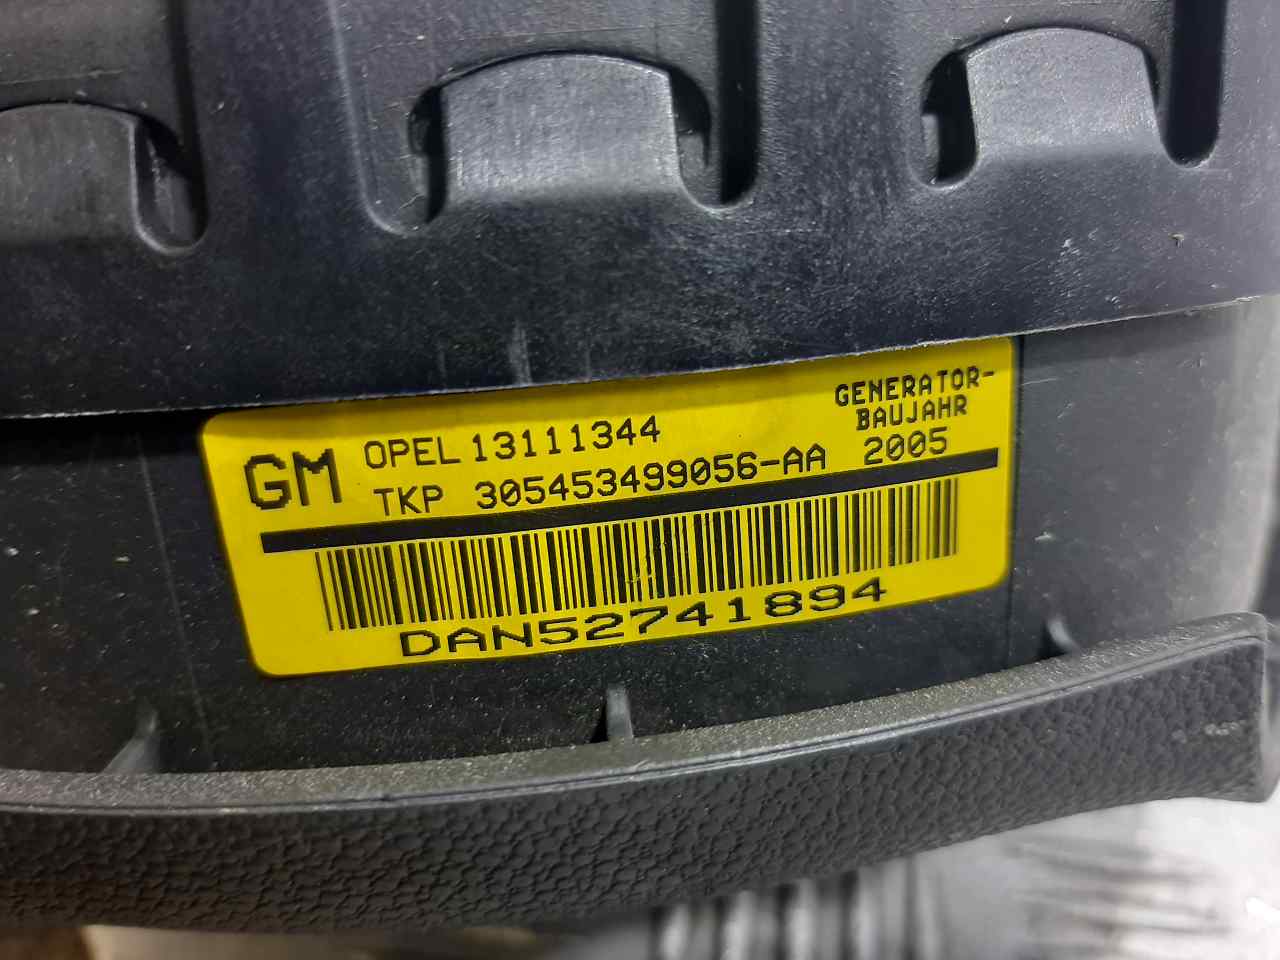 GM
OPEL 13111344
TKP 305453499056-AA
GENERATOR-
BAUJAHR
2005
DAN52741894